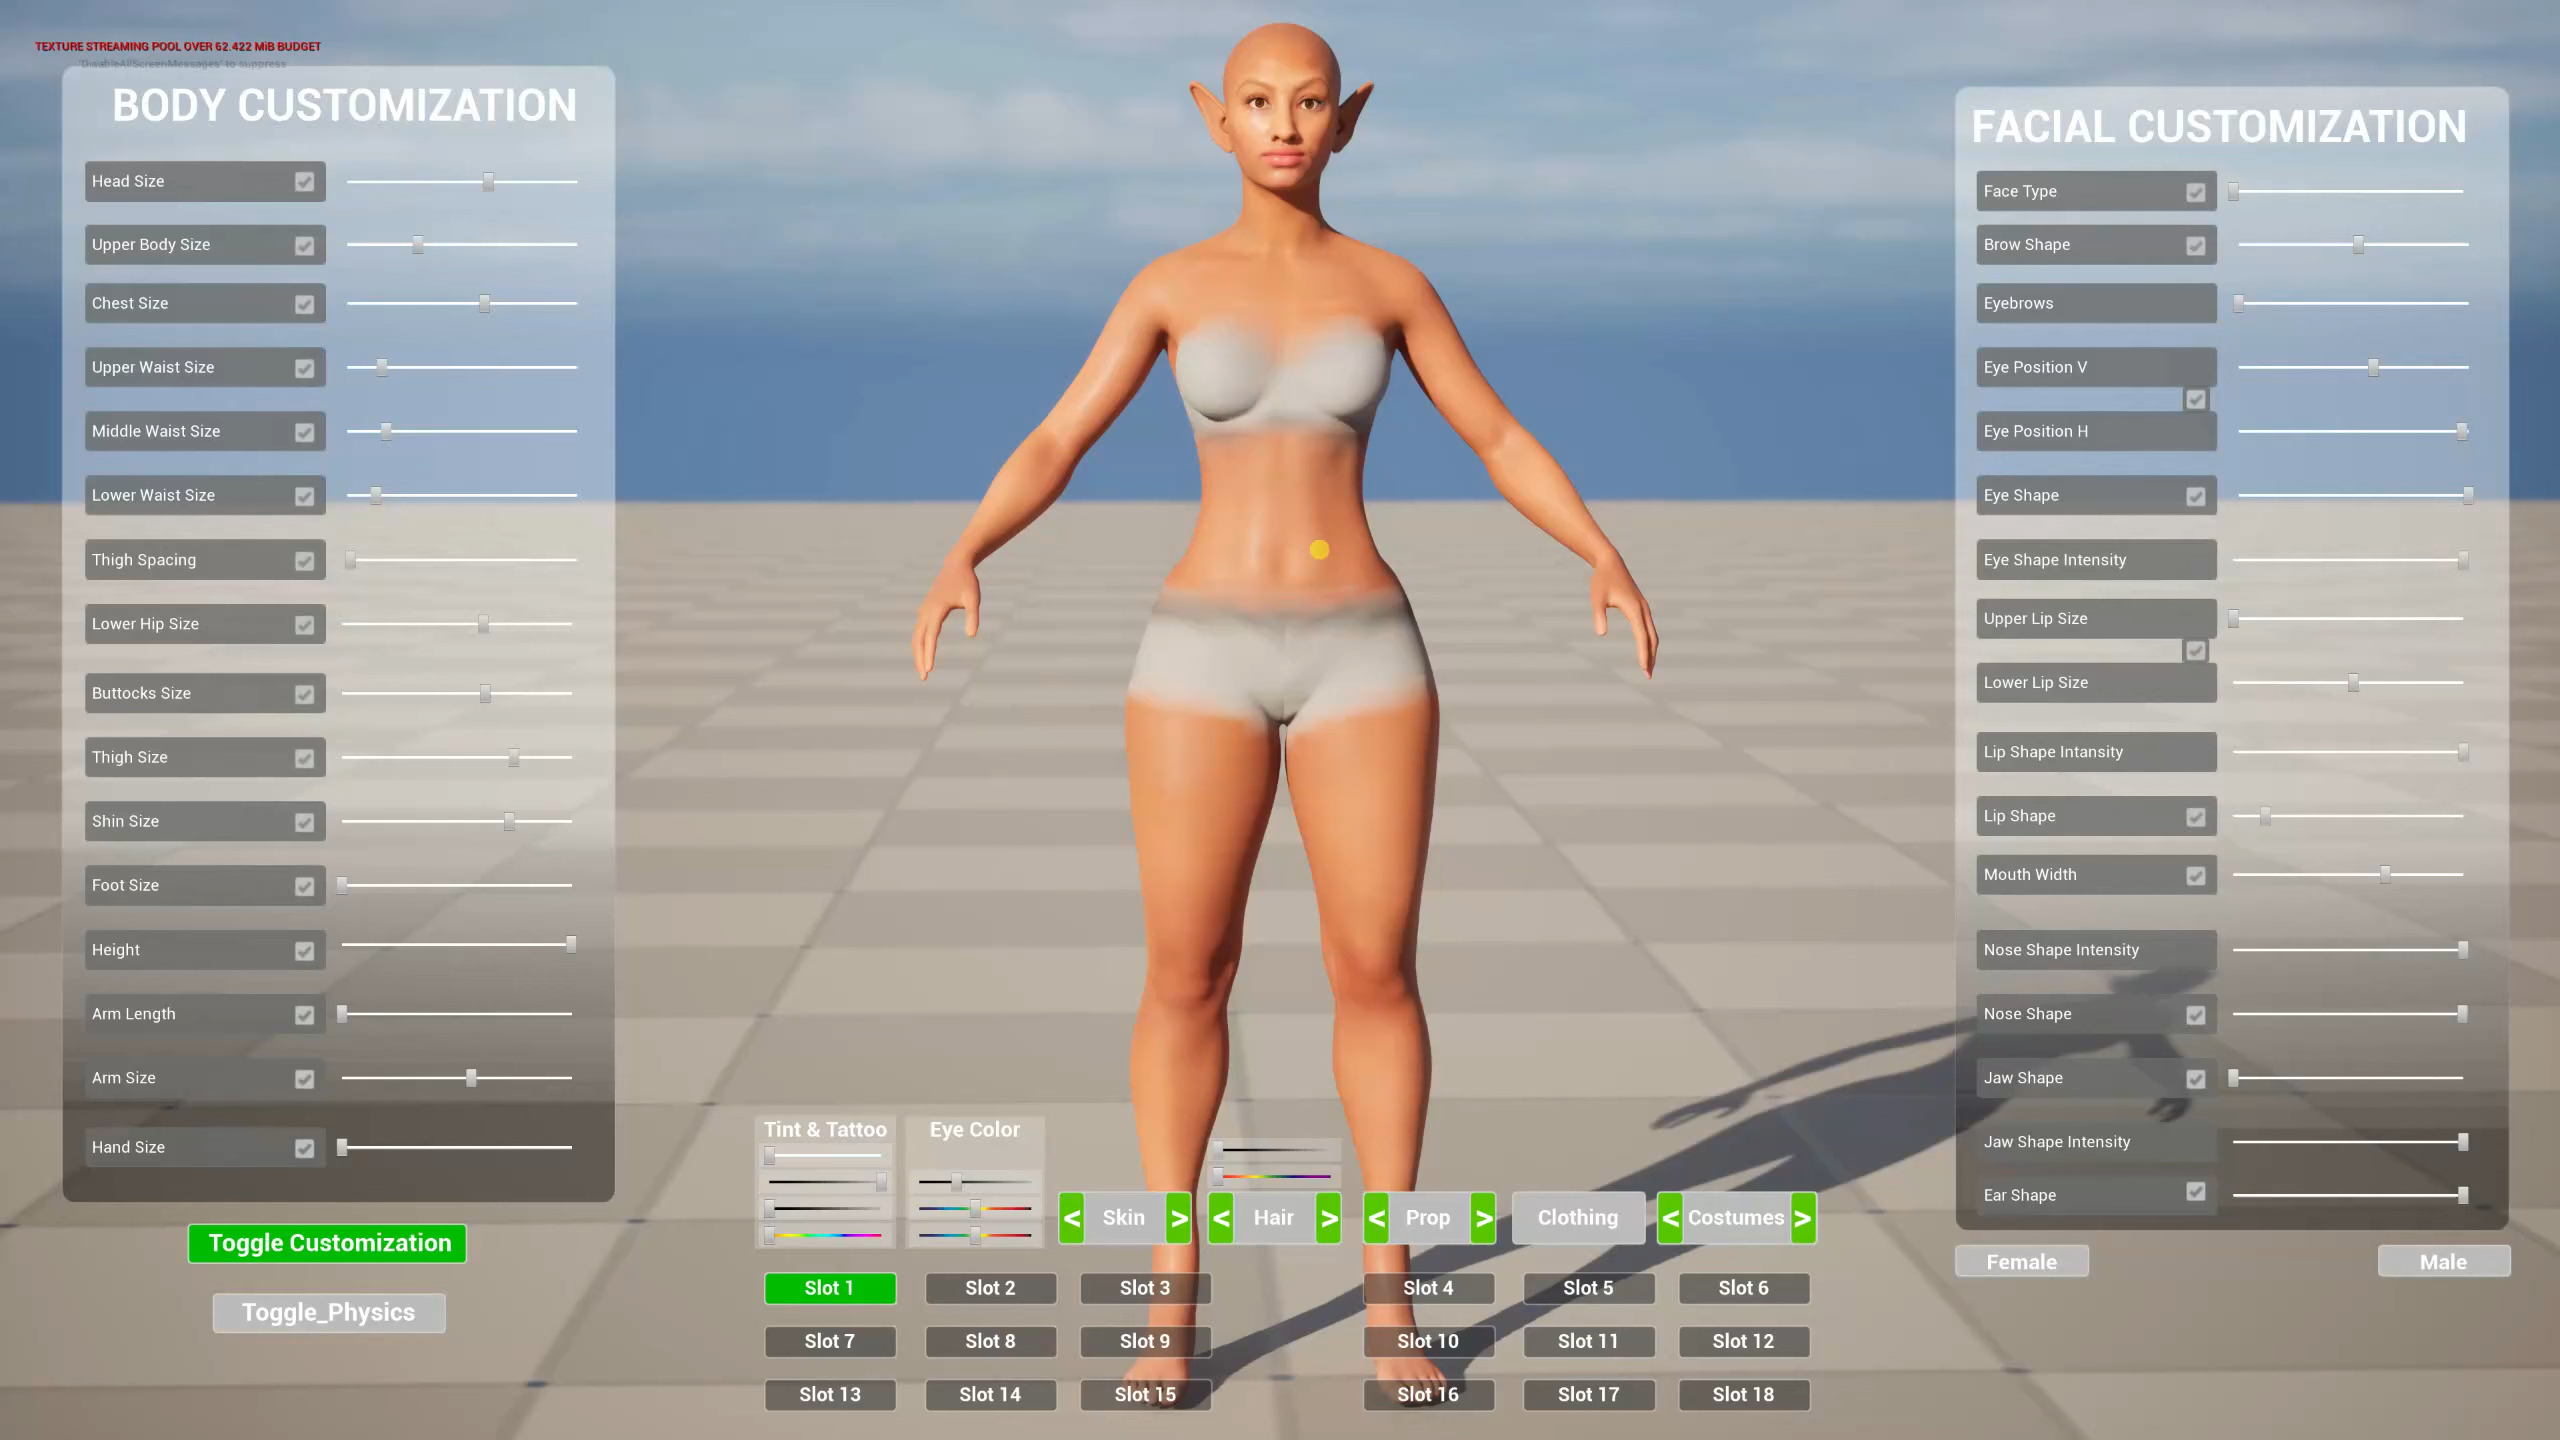 TEXTURE STREAMING POOL OVER 62.422 MiB BUDGET
'DisableAllScreenMessages' to suppress
BODY CUSTOMIZATION
Head Size
Upper Body Size
Chest Size
Upper Waist Size
Middle Waist Size
Lower Waist Size
Thigh Spacing
Lower Hip Size
Buttocks Size
Thigh Size
Shin Size
Foot Size
Height
Arm Length
Arm Size
Hand Size
Toggle Customization
Toggle_Physics
FACIAL CUSTOMIZATION
Face Type
Brow Shape
Eyebrows
Eye Position V
Eye Position H
Eye Shape
Eye Shape Intensity
Upper Lip Size
Lower Lip Size
Lip Shape Intansity
Lip Shape
Mouth Width
Nose Shape Intensity
Nose Shape
Jaw Shape
Jaw Shape Intensity
Ear Shape
Female
Male
Tint & Tattoo
Eye Color
< Skin >
< Hair >
< Prop >
Clothing
< Costumes >
Slot 1
Slot 2
Slot 3
Slot 4
Slot 5
Slot 6
Slot 7
Slot 8
Slot 9
Slot 10
Slot 11
Slot 12
Slot 13
Slot 14
Slot 15
Slot 16
Slot 17
Slot 18